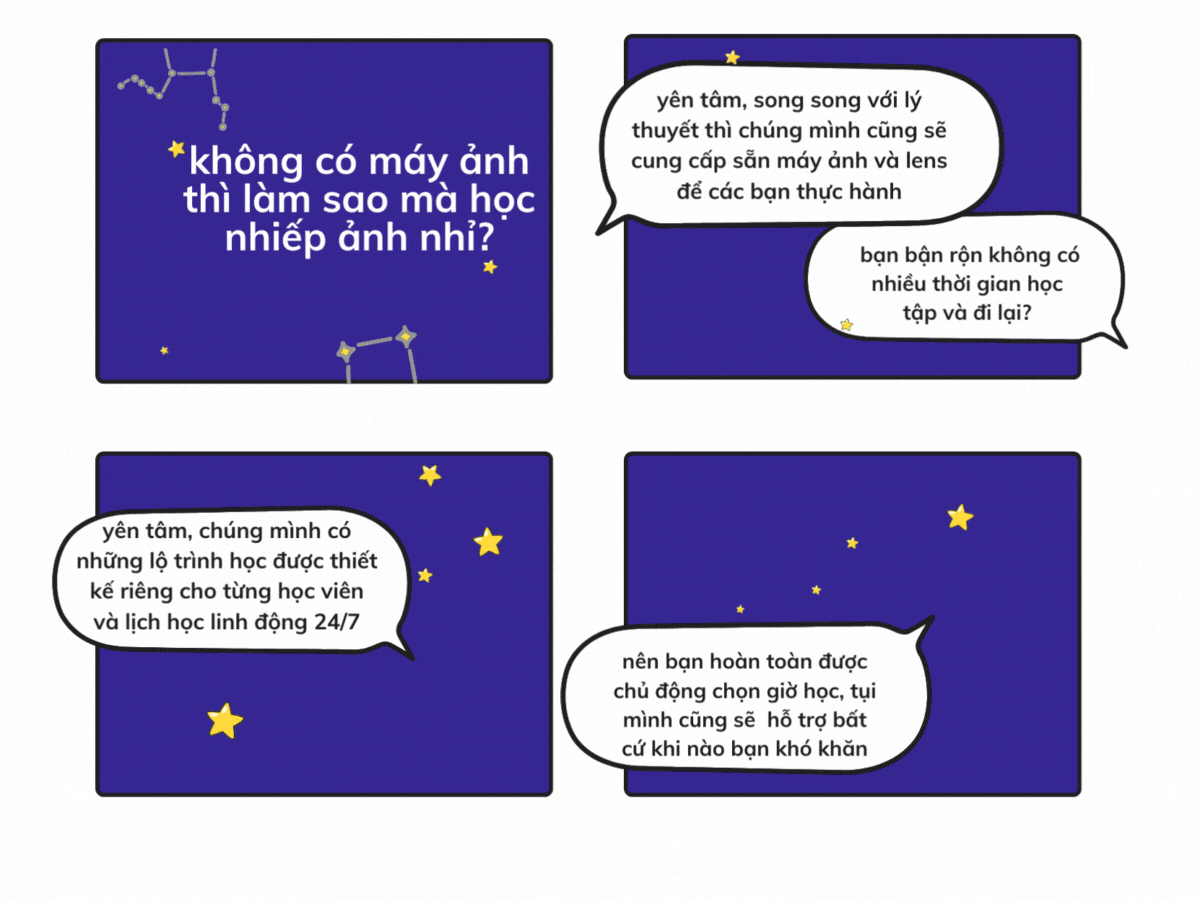 không có máy ảnh
thì làm sao mà học
nhiếp ảnh nhỉ?
yên tâm, song song với lý
thuyết thì chúng mình cũng sẽ
cung cấp sẵn máy ảnh và lens
để các bạn thực hành
bạn bận rộn không có
nhiều thời gian học
tập và đi lại?
yên tâm, chúng mình có
những lộ trình học được thiết
kế riêng cho từng học viên
và lịch học linh động 24/7
nên bạn hoàn toàn được
chủ động chọn giờ học, tụi
mình cũng sẽ  hỗ trợ bất
cứ khi nào bạn khó khăn